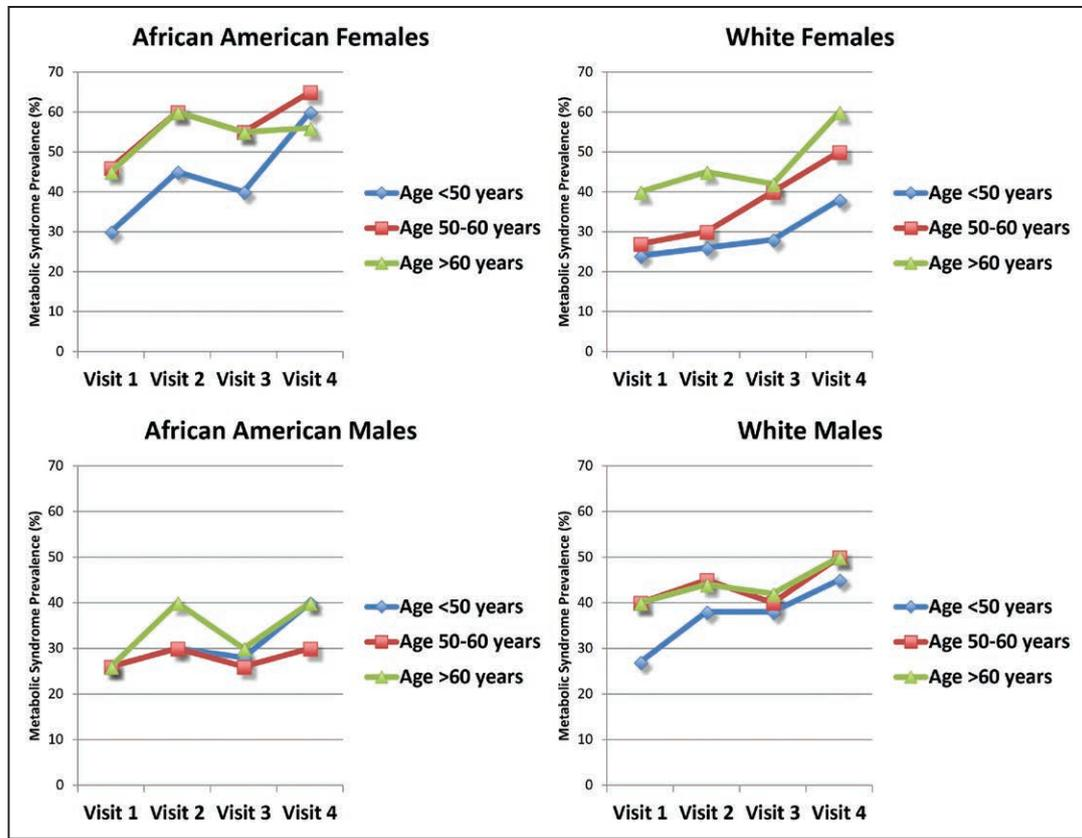 African American Females
Metabolic Syndrome Prevalence (%)
70
60
50
40
30
20
10
0
Visit 1 Visit 2 Visit 3 Visit 4
Age <50 years
Age 50-60 years
Age >60 years
White Females
Metabolic Syndrome Prevalence (%)
70
60
50
40
30
20
10
0
Visit 1 Visit 2 Visit 3 Visit 4
Age <50 years
Age 50-60 years
Age >60 years
African American Males
Metabolic Syndrome Prevalence (%)
70
60
50
40
30
20
10
0
Visit 1 Visit 2 Visit 3 Visit 4
Age <50 years
Age 50-60 years
Age >60 years
White Males
Metabolic Syndrome Prevalence (%)
70
60
50
40
30
20
10
0
Visit 1 Visit 2 Visit 3 Visit 4
Age <50 years
Age 50-60 years
Age >60 years